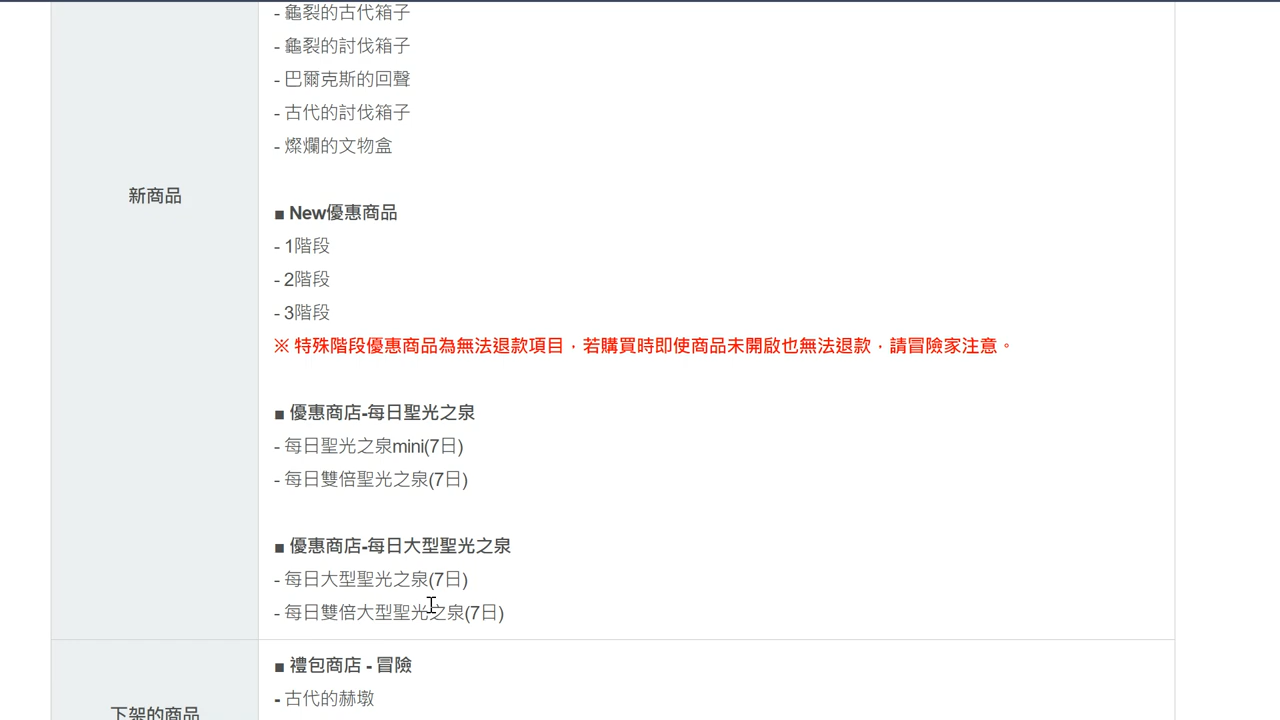 - 龜裂的古代箱子
- 龜裂的討伐箱子
- 巴爾克斯的回聲
- 古代的討伐箱子
- 燦爛的文物盒
新商品
■ New優惠商品
- 1階段
- 2階段
- 3階段
※ 特殊階段優惠商品為無法退款項目，若購買時即使商品未開啟也無法退款，請冒險家注意。
■ 優惠商店-每日聖光之泉
- 每日聖光之泉mini(7日)
- 每日雙倍聖光之泉(7日)
■ 優惠商店-每日大型聖光之泉
- 每日大型聖光之泉(7日)
- 每日雙倍大型聖光之泉(7日)
■ 禮包商店 - 冒險
- 古代的赫墩
下架的商品